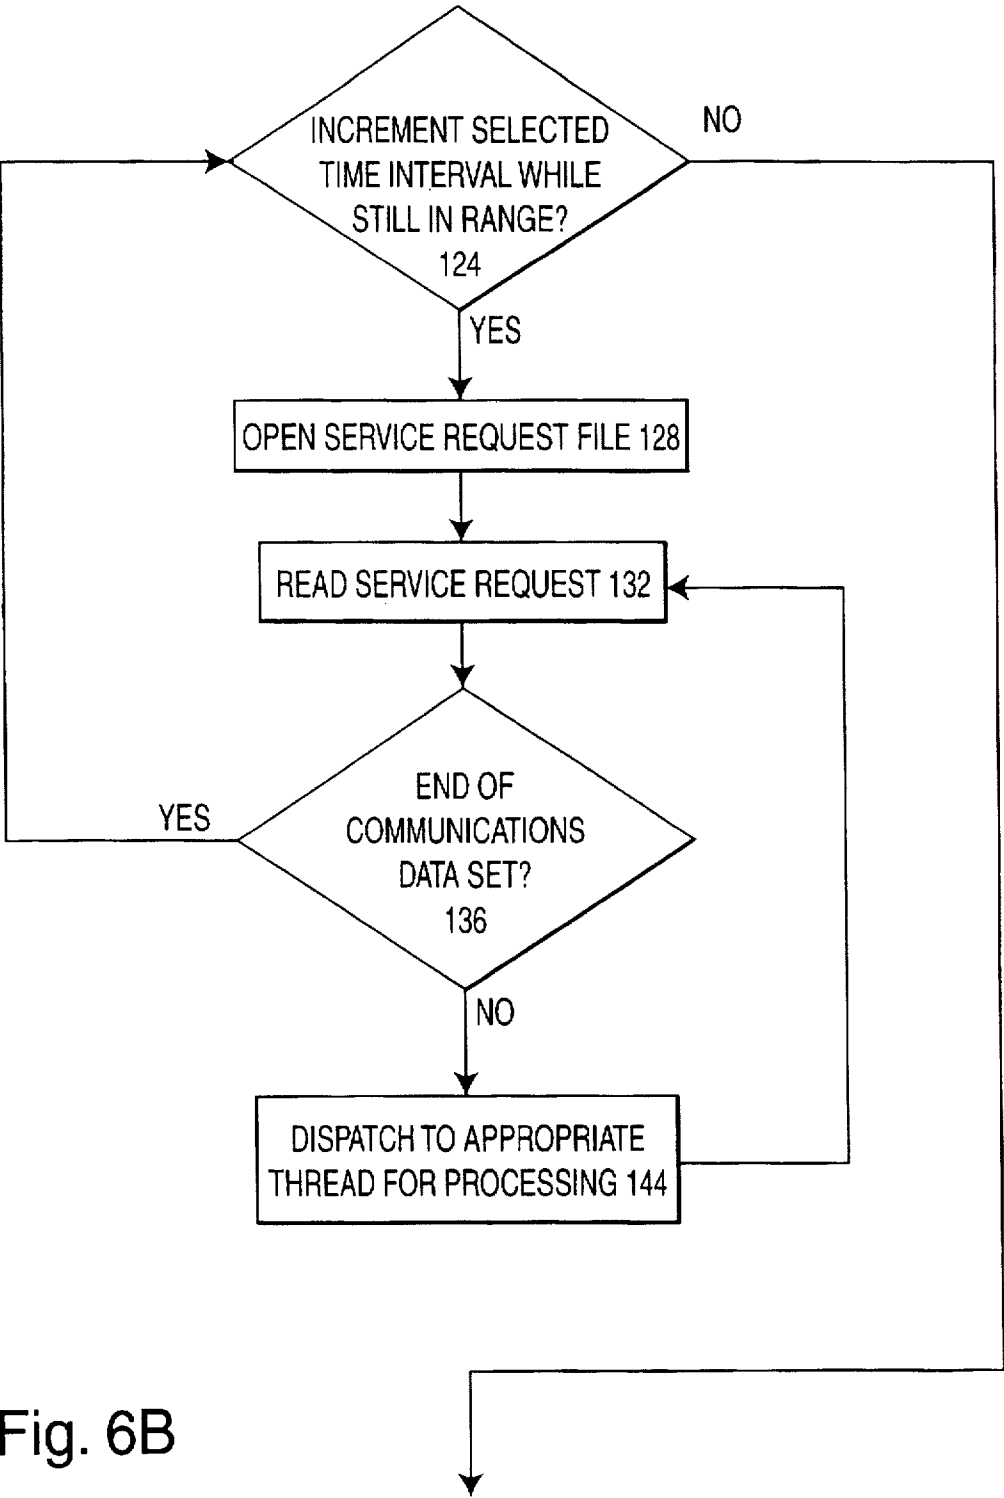 INCREMENT SELECTED
TIME INTERVAL WHILE
STILL IN RANGE?
124
NO
YES
OPEN SERVICE REQUEST FILE 128
READ SERVICE REQUEST 132
END OF
COMMUNICATIONS
DATA SET?
136
YES
NO
DISPATCH TO APPROPRIATE
THREAD FOR PROCESSING 144
Fig. 6B